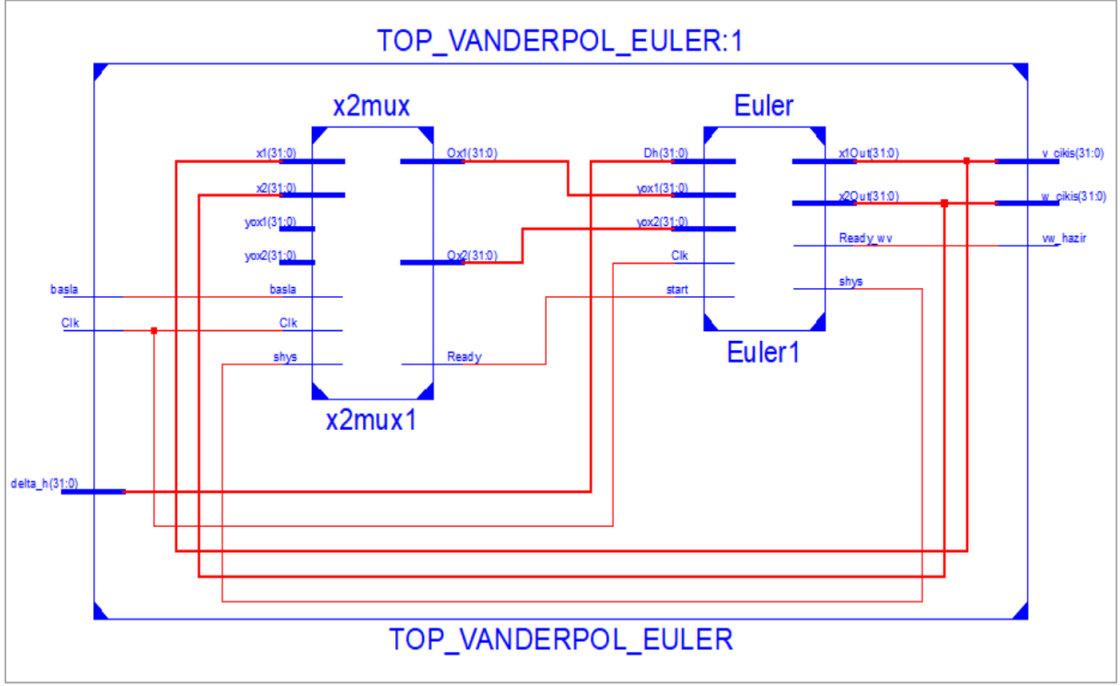 TOP_VANDERPOL_EULER:1
x2mux
Euler
x1(31:0)
Ox1(31:0)
Dh(31:0)
x1Out(31:0)
v_cikis(31:0)
x2(31:0)
yox1(31:0)
x2Out(31:0)
w_cikis(31:0)
yox1(31:0)
yox2(31:0)
Ready_wv
vw_hazir
yox2(31:0)
Ox2(31:0)
Clk
basla
basla
start
shys
Clk
Clk
shys
Ready
Euler1
x2mux1
delta_h(31:0)
TOP_VANDERPOL_EULER